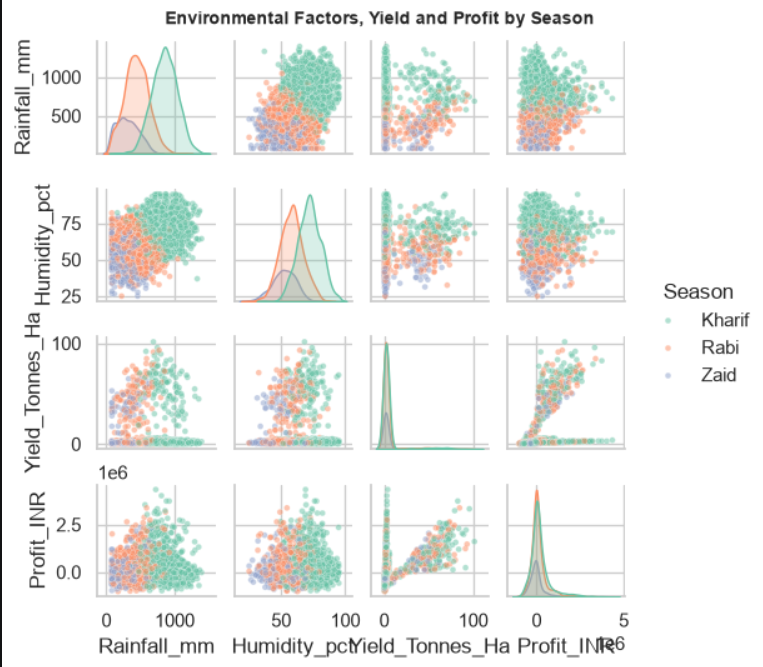 Environmental Factors, Yield and Profit by Season
Rainfall_mm
1000
500
Humidity_pct
75
50
25
Yield_Tonnes_Ha
100
0
1e6
Profit_INR
2.5
0.0
0 1000
50 100
0 100
0 5
Rainfall_mm
Humidity_pct
Yield_Tonnes_Ha
Profit_INR
1e6
Season
Kharif
Rabi
Zaid